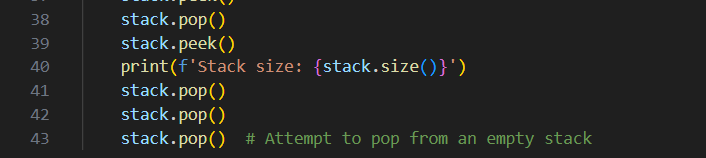 38 stack.pop()
39 stack.peek()
40 print(f'Stack size: {stack.size()}')
41 stack.pop()
42 stack.pop()
43 stack.pop()  # Attempt to pop from an empty stack